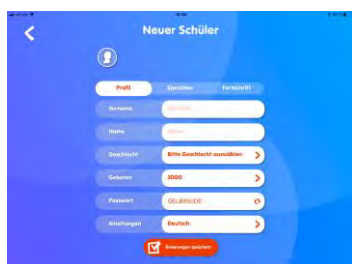 Neuer Schüler
Profil Sprachen Fortschritt
Vorname
Name
Geschlecht Bitte Geschlecht auswählen
Geboren 2000
Passwort
Anleitungen Deutsch
Änderungen speichern